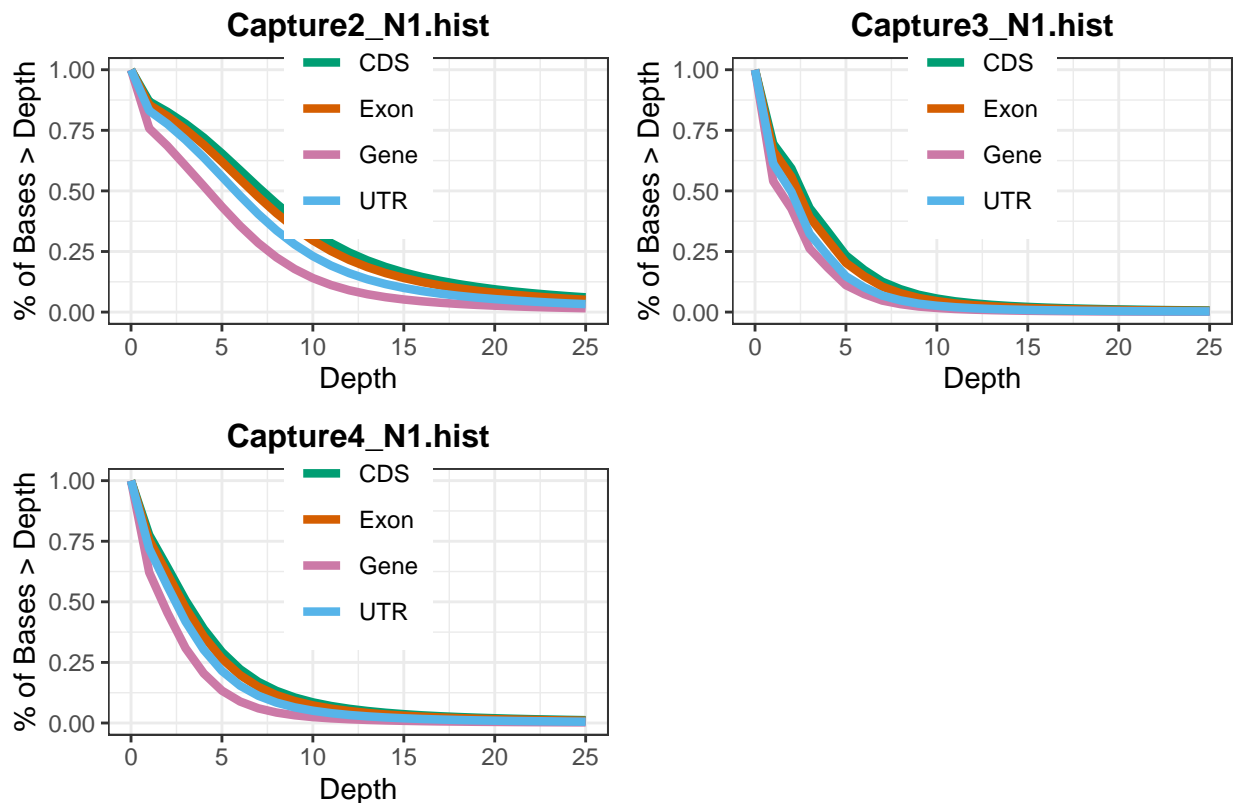 Capture2_N1.hist
% of Bases > Depth
1.00
0.75
0.50
0.25
0.00
CDS
Exon
Gene
UTR
0 5 10 15 20 25
Depth
Capture3_N1.hist
% of Bases > Depth
1.00
0.75
0.50
0.25
0.00
CDS
Exon
Gene
UTR
0 5 10 15 20 25
Depth
Capture4_N1.hist
% of Bases > Depth
1.00
0.75
0.50
0.25
0.00
CDS
Exon
Gene
UTR
0 5 10 15 20 25
Depth